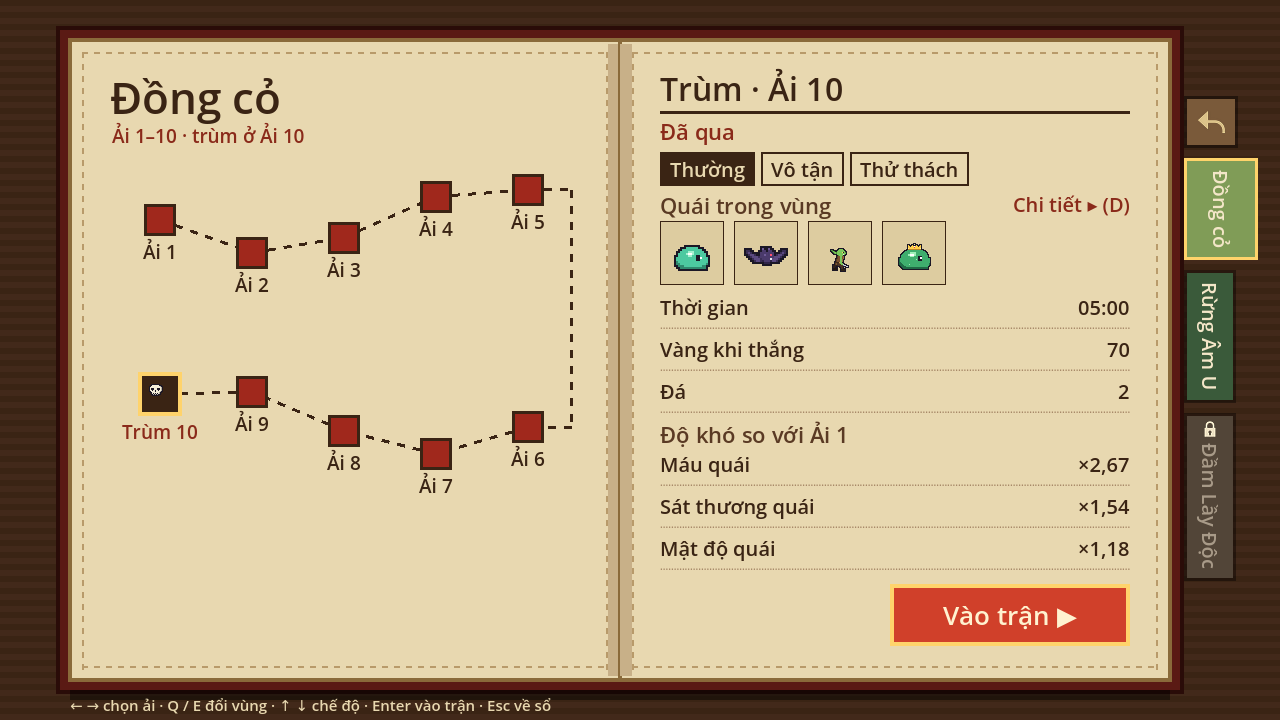 Đồng cỏ
Ải 1–10 · trùm ở Ải 10
Ải 1
Ải 2
Ải 3
Ải 4
Ải 5
Trùm 10
Ải 9
Ải 8
Ải 7
Ải 6
Trùm · Ải 10
Đã qua
Thường Vô tận Thử thách
Quái trong vùng Chi tiết ▸ (D)
Thời gian 05:00
Vàng khi thắng 70
Đá 2
Độ khó so với Ải 1
Máu quái ×2,67
Sát thương quái ×1,54
Mật độ quái ×1,18
Vào trận ▶
Đồng cỏ
Rừng Âm U
Đầm Lầy Độc
← → chọn ải · Q / E đổi vùng · ↑ ↓ chế độ · Enter vào trận · Esc về sổ